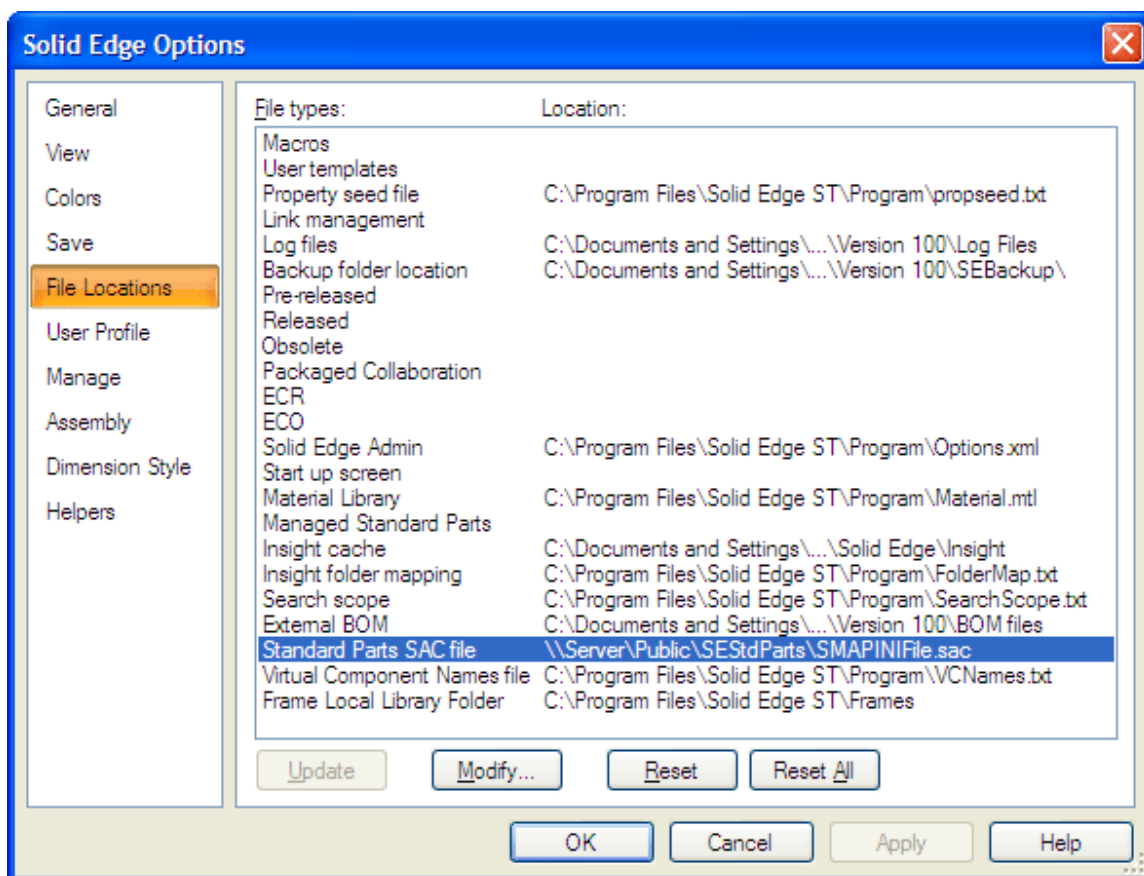 Solid Edge Options
General
View
Colors
Save
File Locations
User Profile
Manage
Assembly
Dimension Style
Helpers
File types: Location:
Macros
User templates
Property seed file C:\Program Files\Solid Edge ST\Program\propseed.txt
Link management
Log files C:\Documents and Settings\...\Version 100\Log Files
Backup folder location C:\Documents and Settings\...\Version 100\SEBackup\
Pre-released
Released
Obsolete
Packaged Collaboration
ECR
ECO
Solid Edge Admin C:\Program Files\Solid Edge ST\Program\Options.xml
Start up screen
Material Library C:\Program Files\Solid Edge ST\Program\Material.mtl
Managed Standard Parts
Insight cache C:\Documents and Settings\...\Solid Edge\Insight
Insight folder mapping C:\Program Files\Solid Edge ST\Program\FolderMap.txt
Search scope C:\Program Files\Solid Edge ST\Program\SearchScope.txt
External BOM C:\Documents and Settings\...\Version 100\BOM files
Standard Parts SAC file \\Server\Public\SEStdParts\SMAPINIFile.sac
Virtual Component Names file C:\Program Files\Solid Edge ST\Program\VCNames.txt
Frame Local Library Folder C:\Program Files\Solid Edge ST\Frames
Update Modify... Reset Reset All
OK Cancel Apply Help